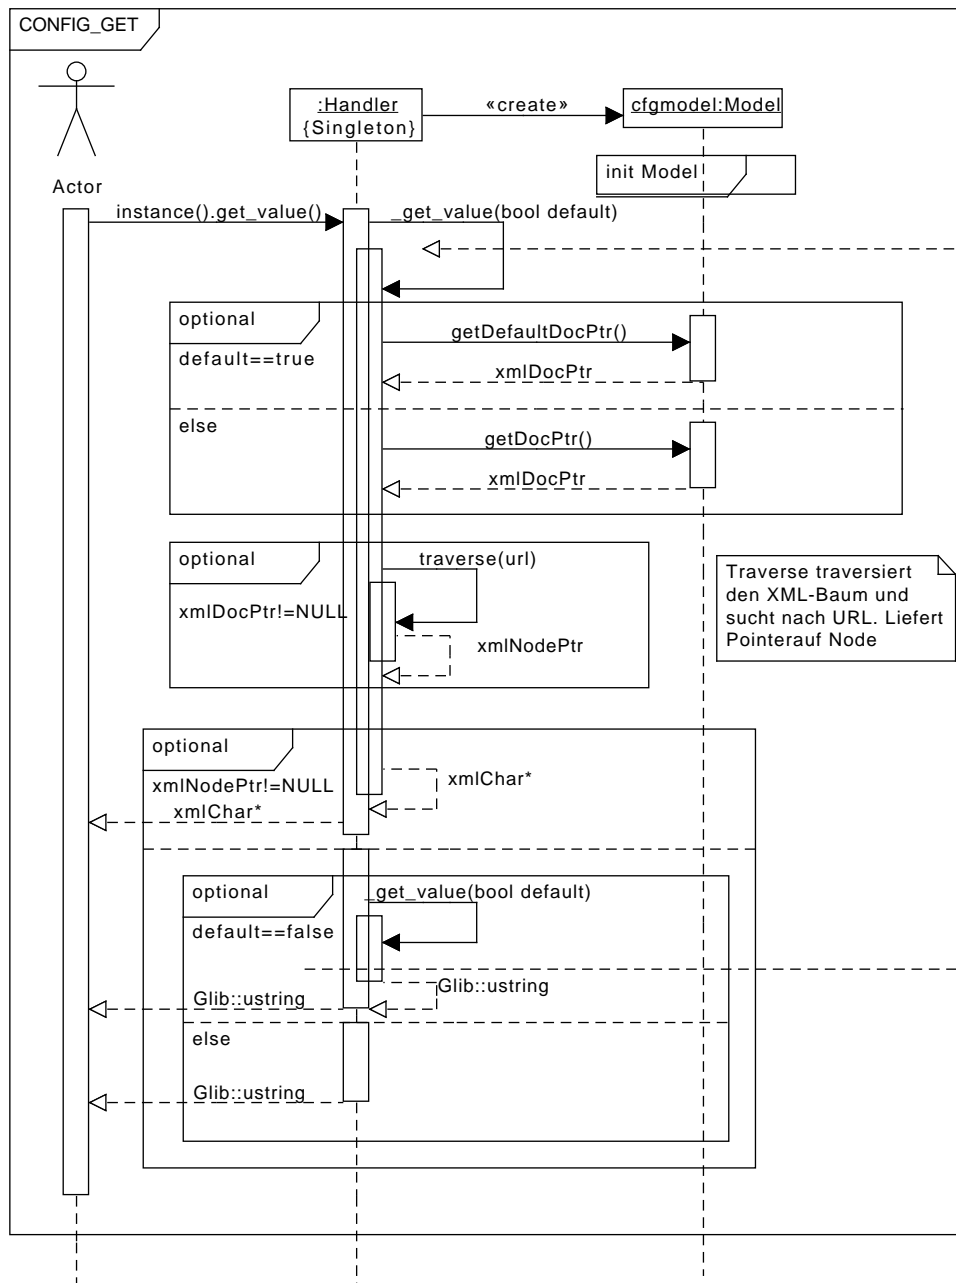 CONFIG_GET
:Handler
{Singleton}
«create»
cfgmodel:Model
init Model
Actor
instance().get_value()
_get_value(bool default)
optional
default==true
getDefaultDocPtr()
xmlDocPtr
else
getDocPtr()
xmlDocPtr
optional
xmlDocPtr!=NULL
traverse(url)
xmlNodePtr
Traverse traversiert
den XML-Baum und
sucht nach URL. Liefert
Pointerauf Node
optional
xmlNodePtr!=NULL
xmlChar*
xmlChar*
optional
default==false
_get_value(bool default)
Glib::ustring
Glib::ustring
else
Glib::ustring